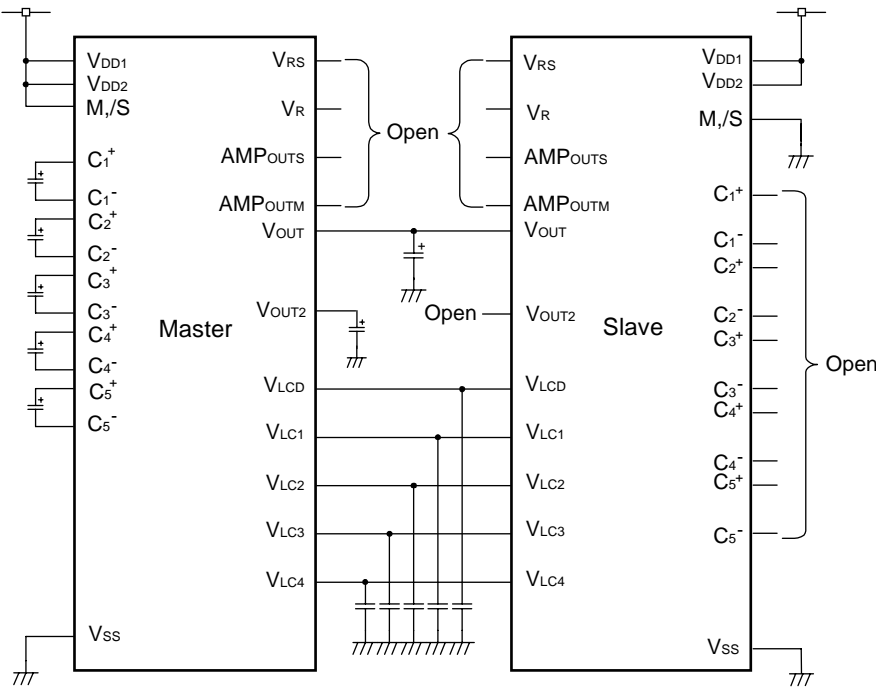 VDD1
VDD2
M,/S
C1+
C1-
C2+
C2-
C3+
C3-
C4+
C4-
C5+
C5-
VSS
Master
VRS
VR
AMPOUTS
AMPOUTM
VOUT
VOUT2
VLCD
VLC1
VLC2
VLC3
VLC4
Open
Open
VRS
VR
AMPOUTS
AMPOUTM
VOUT
VOUT2
VLCD
VLC1
VLC2
VLC3
VLC4
Slave
VDD1
VDD2
M,/S
C1+
C1-
C2+
C2-
C3+
C3-
C4+
C4-
C5+
C5-
VSS
Open